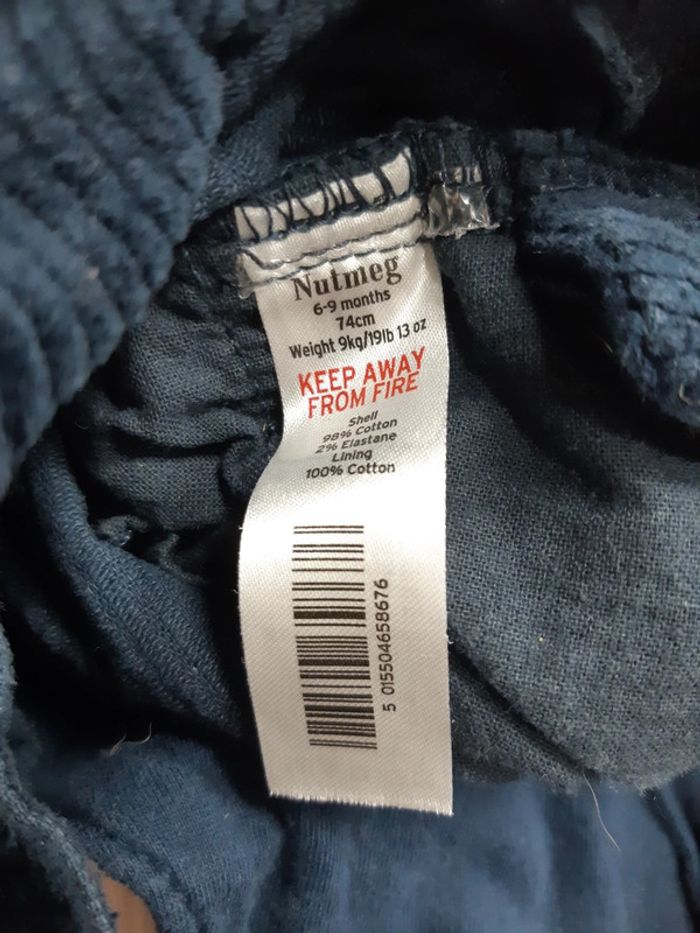 Nutmeg
6-9 months
74cm
Weight 9kg/19lb 13 oz
KEEP AWAY
FROM FIRE
Shell
98% Cotton
2% Elastane
Lining
100% Cotton
5 015504658676